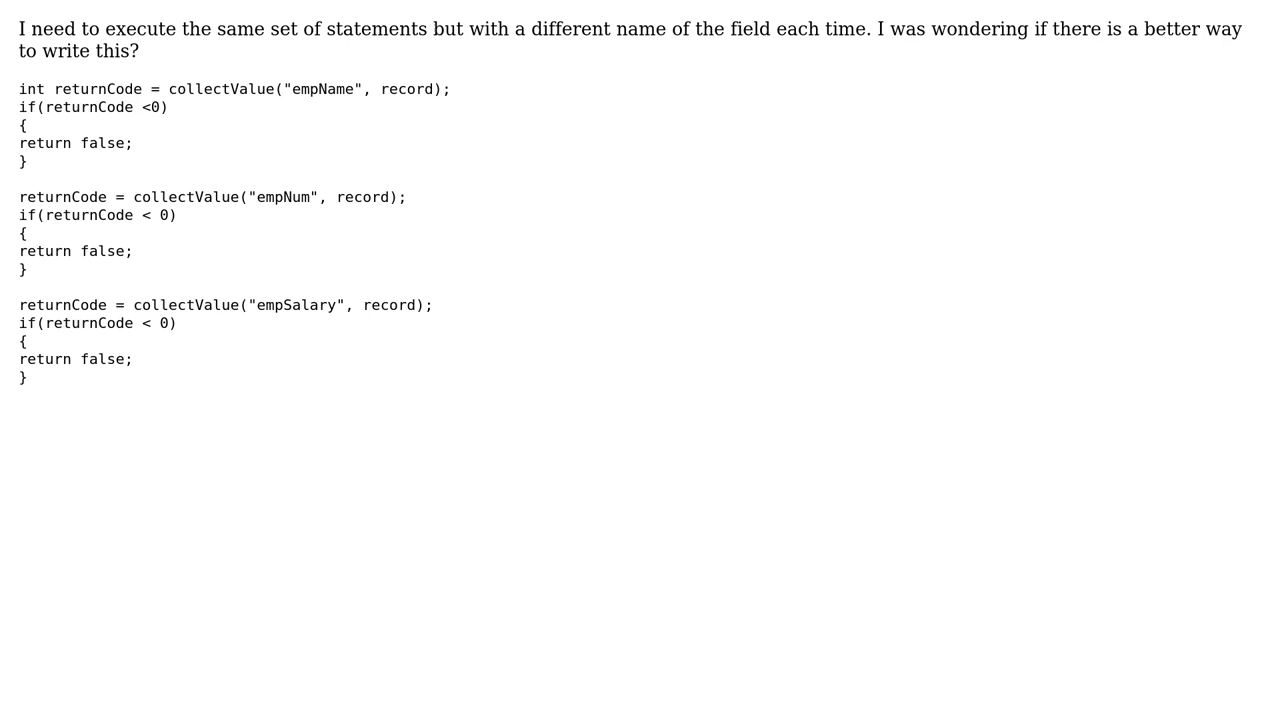 I need to execute the same set of statements but with a different name of the field each time. I was wondering if there is a better way
to write this?
int returnCode = collectValue("empName", record);
if(returnCode <0)
{
return false;
}
returnCode = collectValue("empNum", record);
if(returnCode < 0)
{
return false;
}
returnCode = collectValue("empSalary", record);
if(returnCode < 0)
{
return false;
}